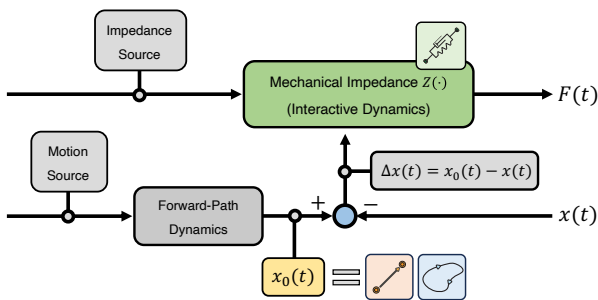 Impedance
Source
Mechanical Impedance Z(·)
(Interactive Dynamics)
F(t)
Motion
Source
Δx(t) = x₀(t) − x(t)
Forward-Path
Dynamics
+
−
x(t)
x₀(t)
=